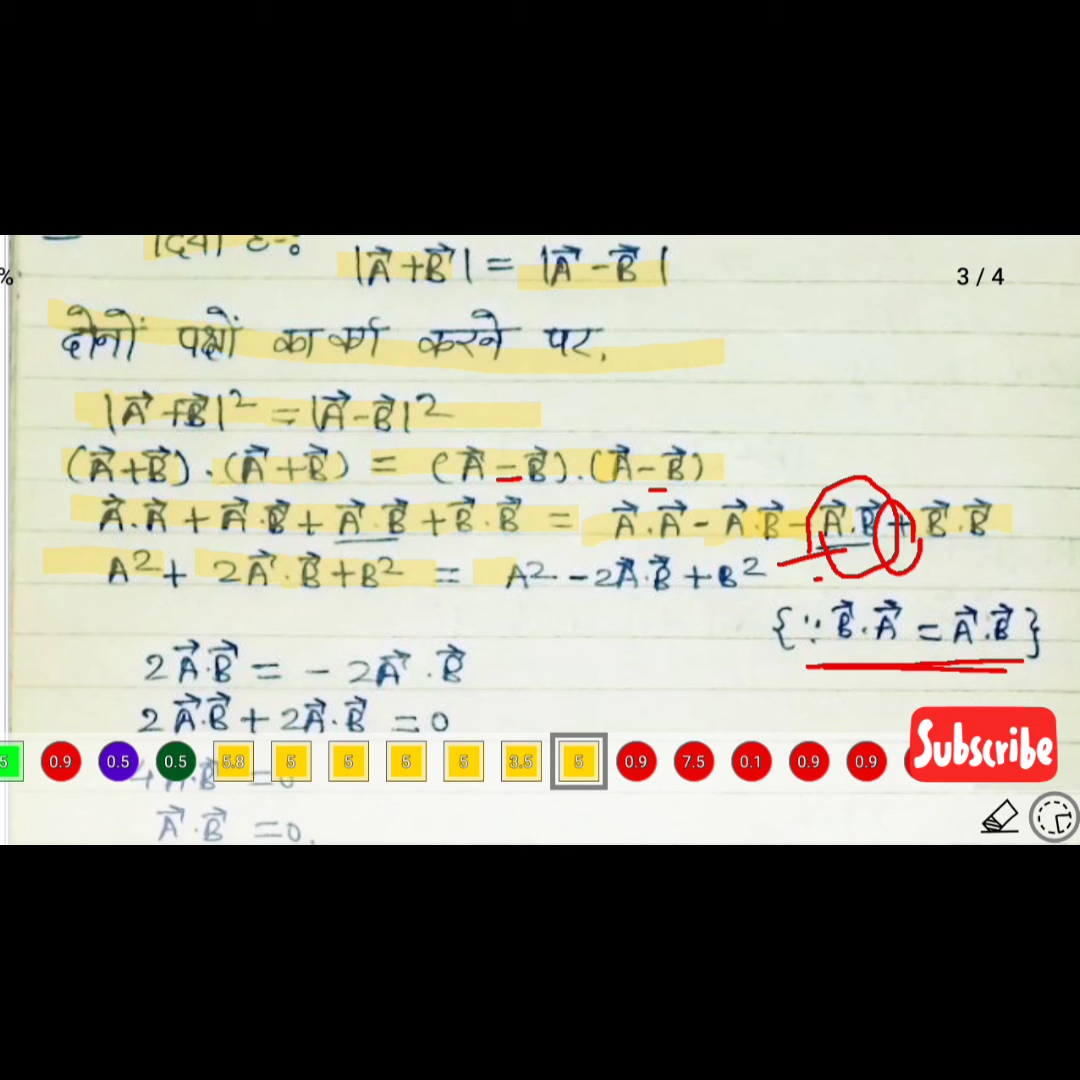 दिया है-:
|A⃗ + B⃗| = |A⃗ - B⃗|
3 / 4
%
दोनों पक्षों का वर्ग करने पर,
|A⃗ + B⃗|² = |A⃗ - B⃗|²
(A⃗ + B⃗) . (A⃗ + B⃗) = (A⃗ - B⃗) . (A⃗ - B⃗)
A⃗.A⃗ + A⃗.B⃗ + A⃗.B⃗ + B⃗.B⃗ = A⃗.A⃗ - A⃗.B⃗ - A⃗.B⃗ + B⃗.B⃗
A² + 2A⃗.B⃗ + B² = A² - 2A⃗.B⃗ + B²
{∵ B⃗.A⃗ = A⃗.B⃗}
2A⃗.B⃗ = - 2A⃗.B⃗
2A⃗.B⃗ + 2A⃗.B⃗ = 0
Subscribe
5 0.9 0.5 0.5 5.8 5 5 5 5 3.5 5 0.9 7.5 0.1 0.9 0.9
A⃗.B⃗ = 0.